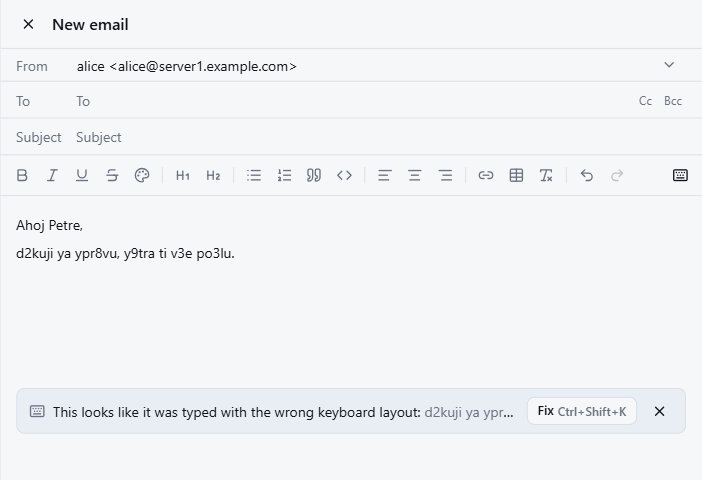 New email
From alice <alice@server1.example.com>
To To Cc Bcc
Subject Subject
B I U S H1 H2
Ahoj Petre,
d2kuji ya ypr8vu, y9tra ti v3e po3lu.
This looks like it was typed with the wrong keyboard layout: d2kuji ya ypr... Fix Ctrl+Shift+K